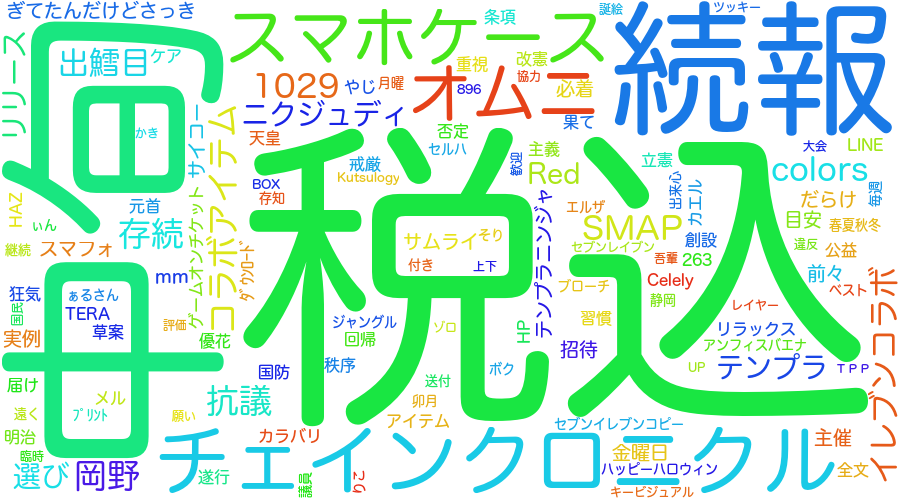 ぎてたんだけどさっき
スマホケース
条項
誕絵
ツッキー
続報
リリース
出鱈目
ケア
1029
やじ
月曜
オムニ
重視
改憲
協力
896
必着
ニクジュディ
果て
LINE
大会
かき
サイコー
コラボアイテム
天皇
否定
セルハ
戒厳
Kutsulogy
歓迎
主義
Red
立憲
出来心
カエル
colors
毎週
HAZ
元首
BOX
存知
ゲームオンチケット
エルザ
だらけ
ぃん
存続
税込
サムライ
そり
SMAP
目安
春夏秋冬
継続
スマフォ
セブンレイブン
創設
違反
公益
mm
ダウンロード
付き
上下
テンプラニンジャ
吾輩
263
前々
狂気
ぁるさん
ブローチ
Celely
ベスト
国民
TERA
静岡
レイヤー
草案
評価
ジャングル
ゾロ
HP
習慣
リラックス
実例
優花
回帰
アンフィスバエナ
イレブンコラボ
国防
秩序
招待
テンプラ
UP
TPP
届け
メル
送付
ボク
遠く
プリント
抗議
願い
卯月
アイテム
明治
カラバリ
セブンイレブンコピー
臨時
チェインクロニクル
金曜日
主催
選び
岡野
遂行
議員
りこ
ハッピーハロウィン
全文
キービジュアル